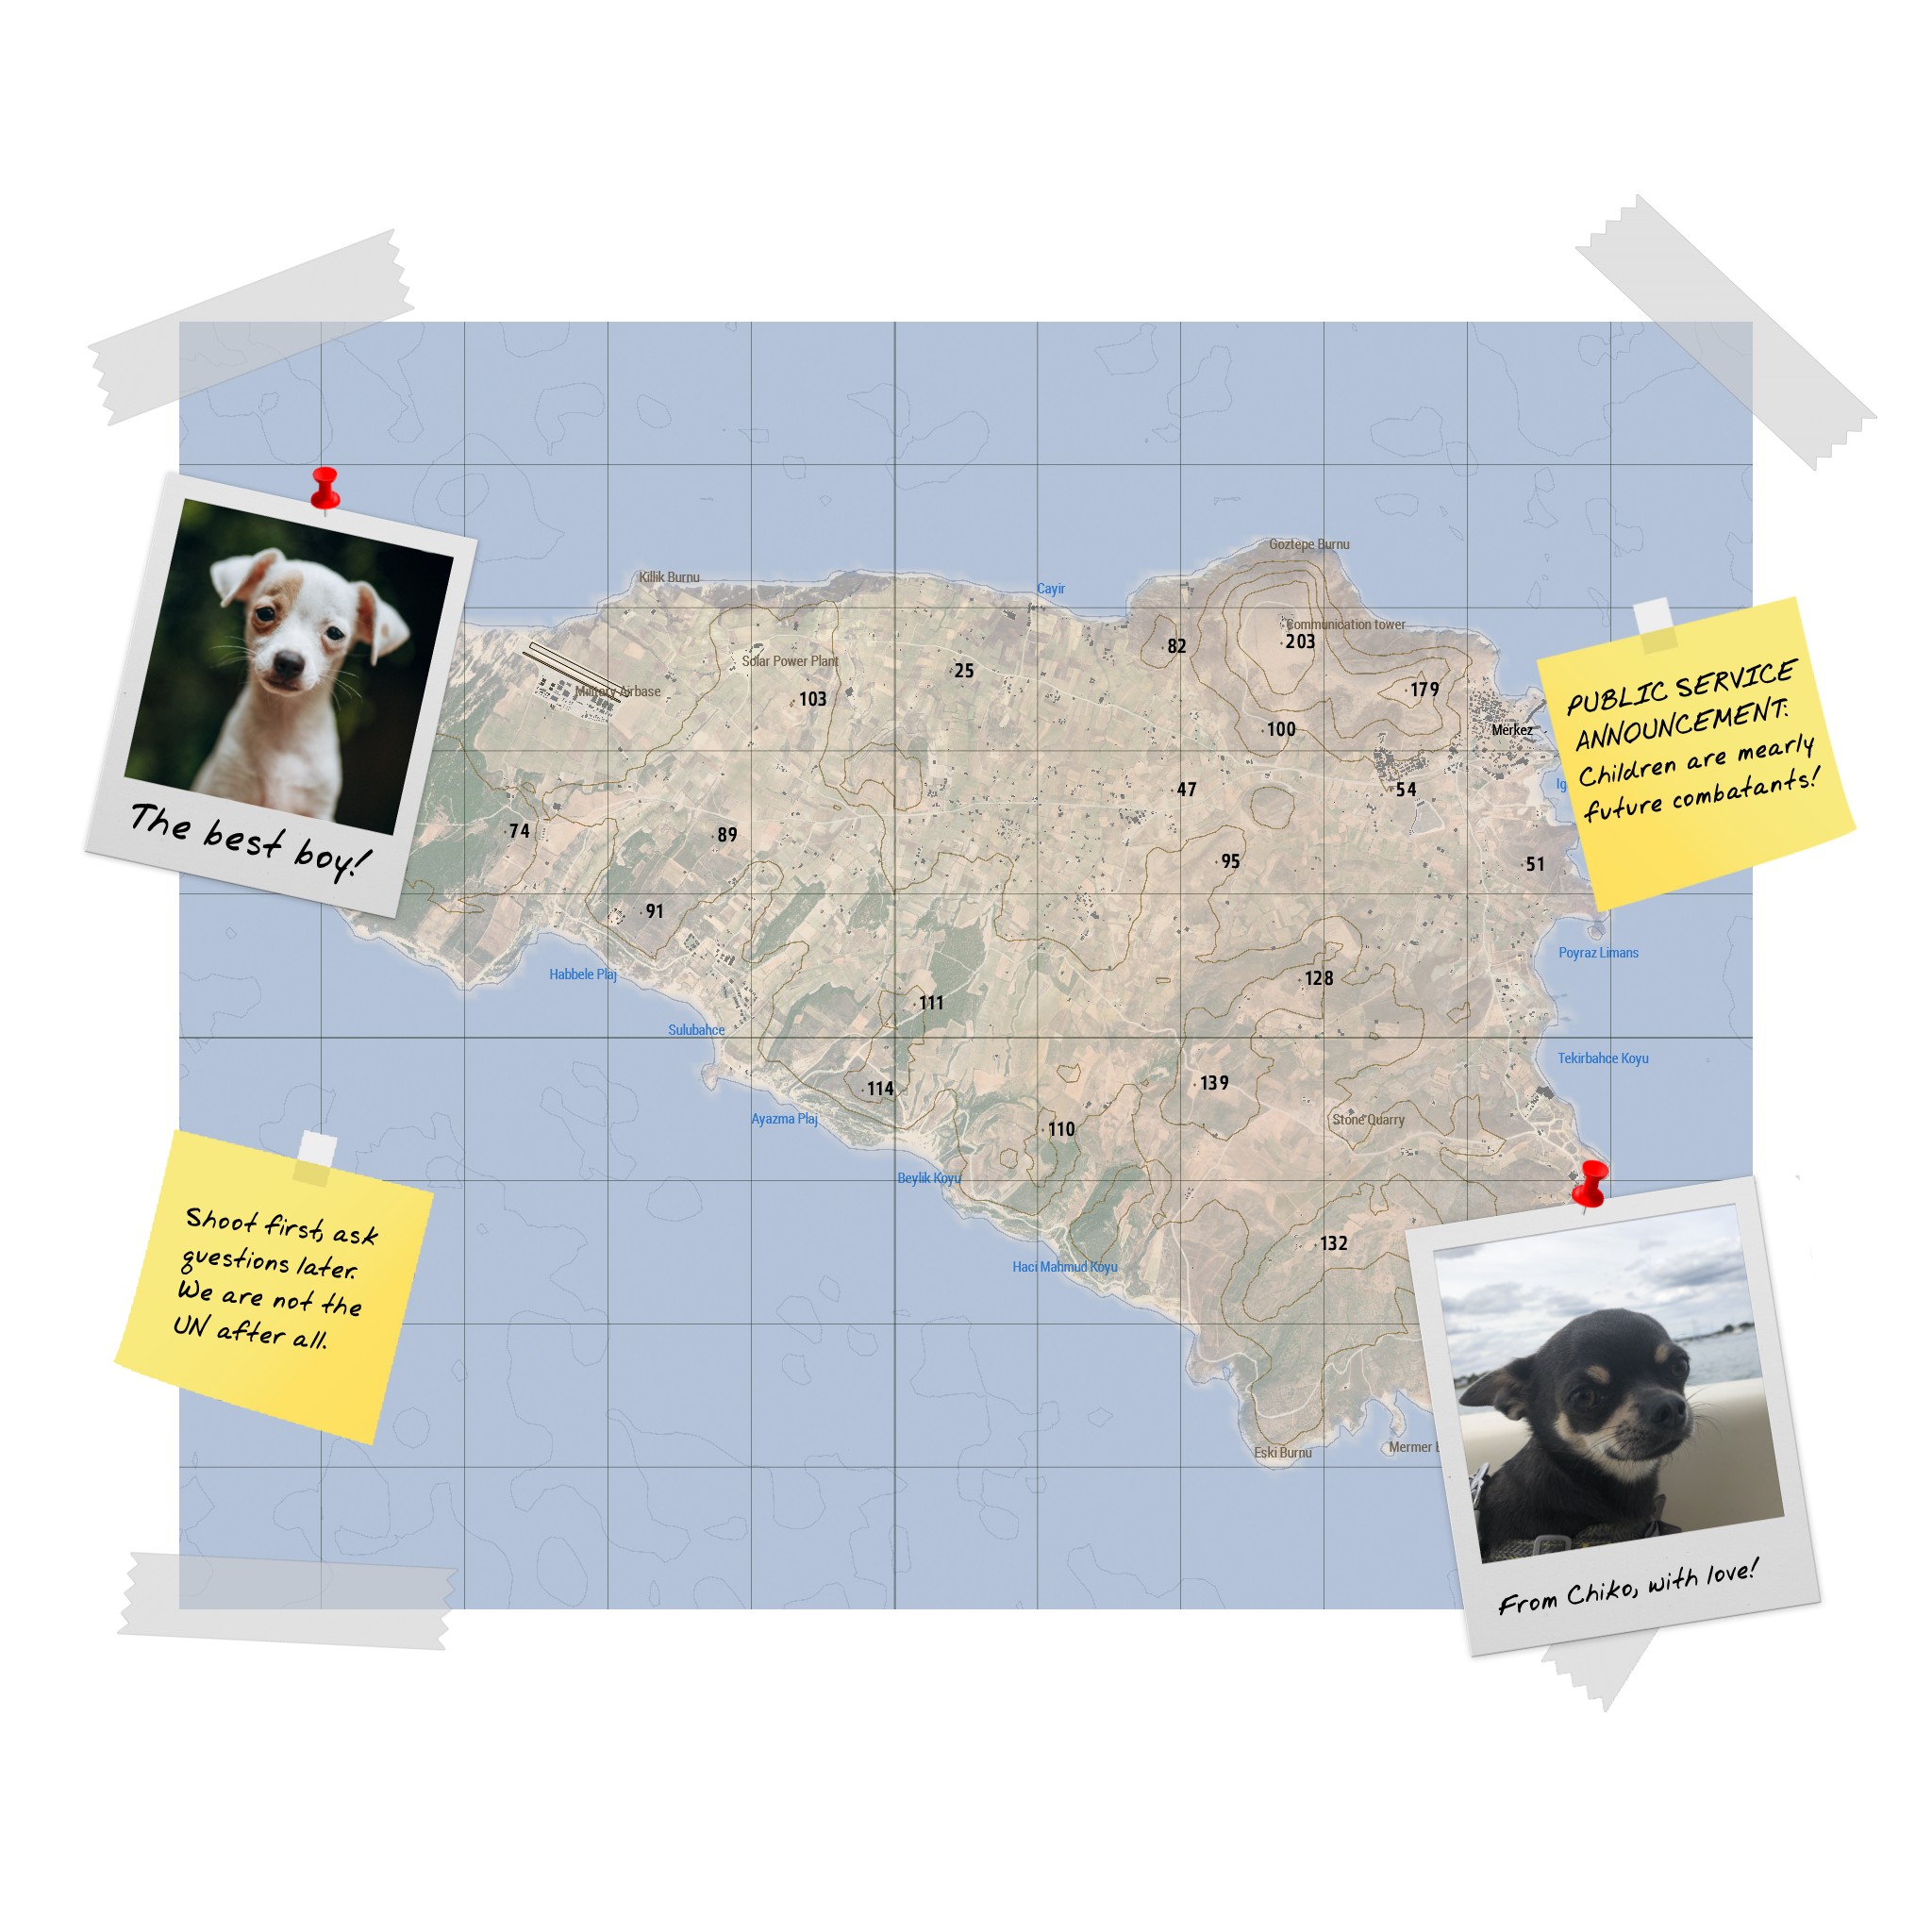 Goztepe Burnu
Killik Burnu
Cayir
Communication tower
203
82
Solar Power Plant
25
Military Airbase
103
179
100
Merkez
47
54
Ig
74
89
95
51
91
Poyraz Limans
Habbele Plaj
128
111
Sulubahce
Tekirbahce Koyu
139
114
Ayazma Plaj
Stone Quarry
110
Beylik Koyu
132
Haci Mahmud Koyu
Eski Burnu
Mermer
The best boy!
PUBLIC SERVICE
ANNOUNCEMENT:
Children are mearly
future combatants!
Shoot first, ask
questions later.
We are not the
UN after all.
From Chiko, with love!